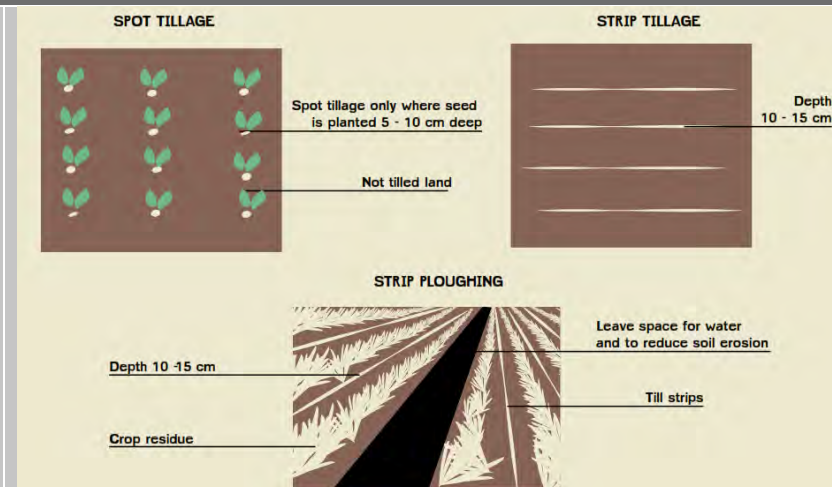 SPOT TILLAGE
Spot tillage only where seed
is planted 5 - 10 cm deep
Not tilled land
STRIP TILLAGE
Depth
10 - 15 cm
STRIP PLOUGHING
Depth 10 -15 cm
Crop residue
Leave space for water
and to reduce soil erosion
Till strips